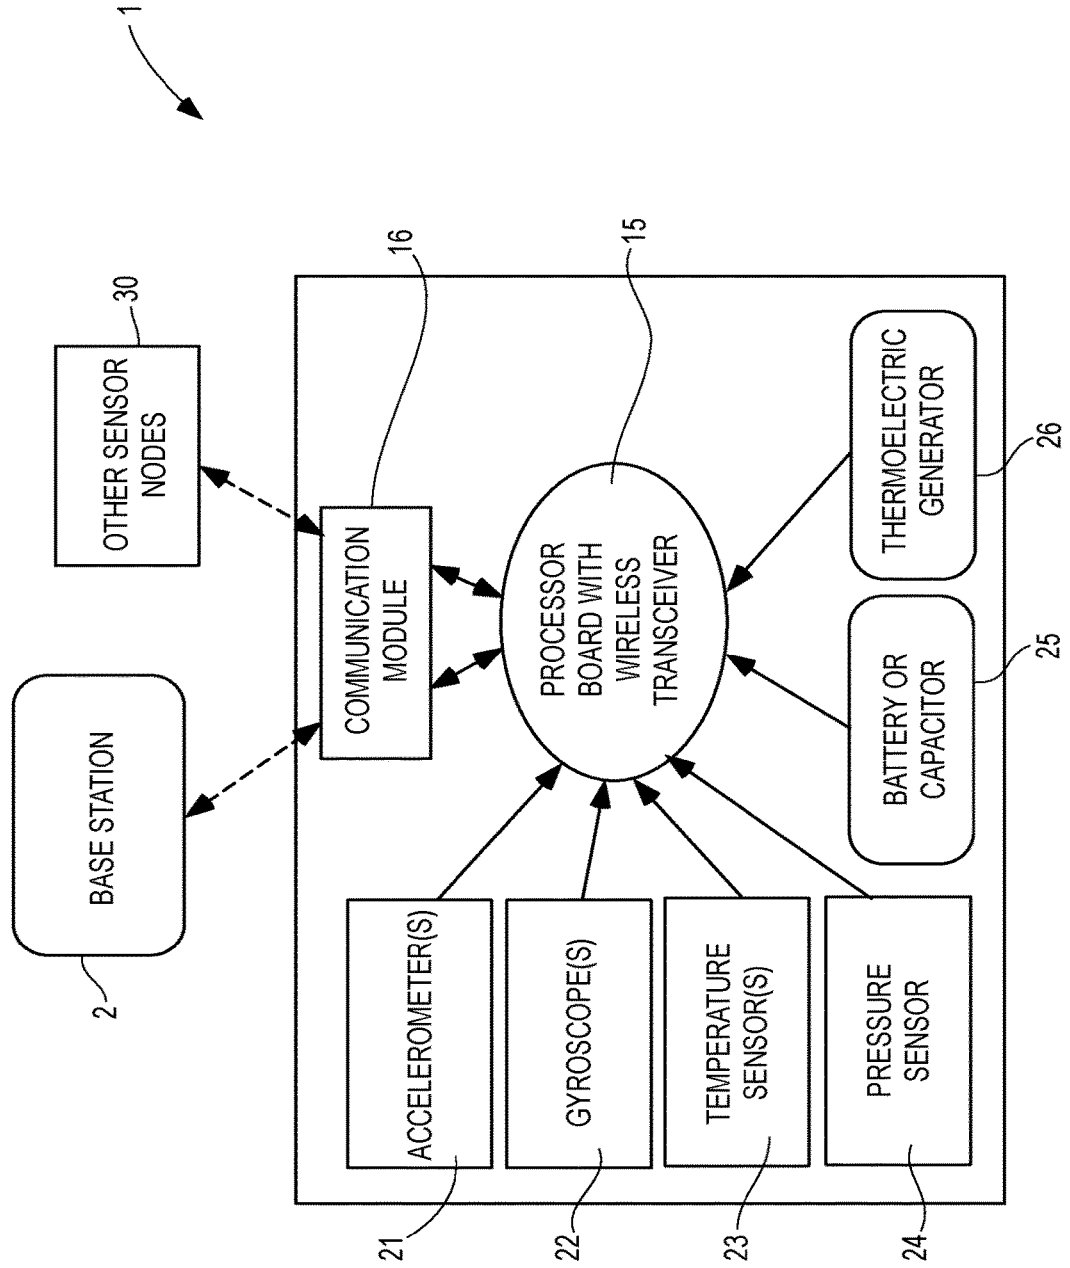 1
BASE STATION
2
OTHER SENSOR
NODES
30
COMMUNICATION
MODULE
16
ACCELEROMETER(S)
21
GYROSCOPE(S)
22
TEMPERATURE
SENSOR(S)
23
PRESSURE
SENSOR
24
PROCESSOR
BOARD WITH
WIRELESS
TRANSCEIVER
15
BATTERY OR
CAPACITOR
25
THERMOELECTRIC
GENERATOR
26